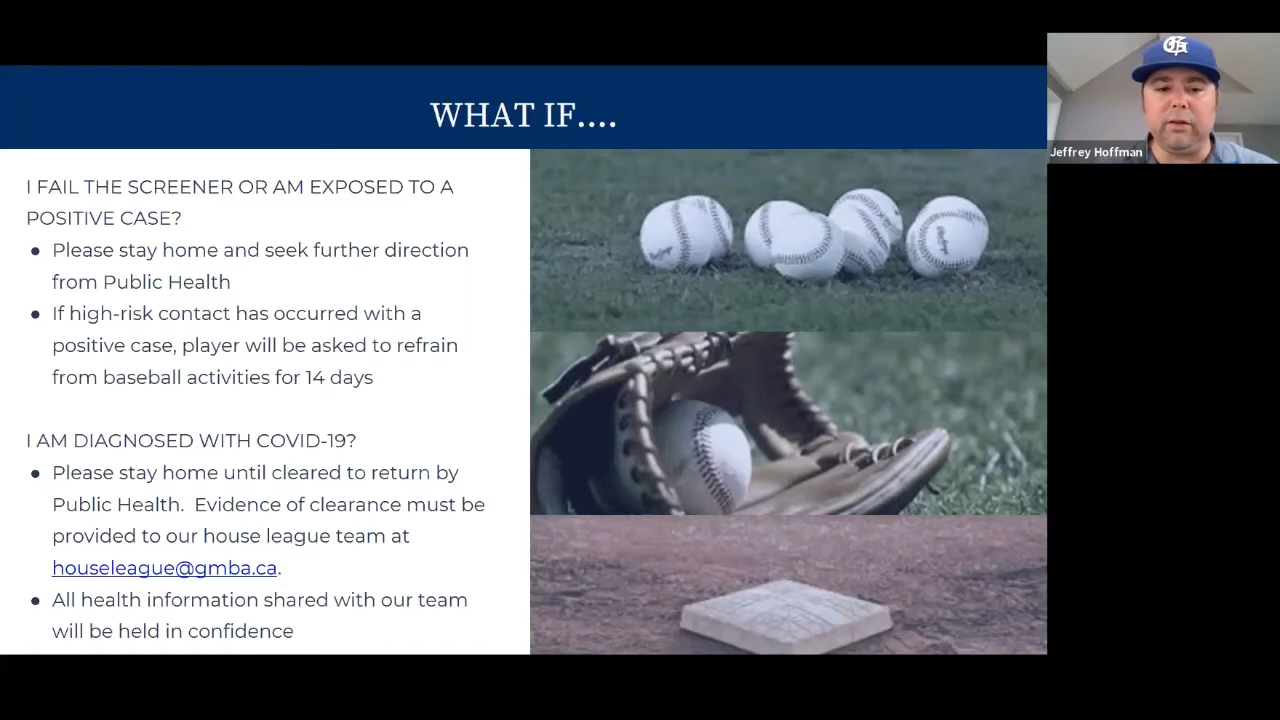 WHAT IF....
I FAIL THE SCREENER OR AM EXPOSED TO A
POSITIVE CASE?
● Please stay home and seek further direction
from Public Health
● If high-risk contact has occurred with a
positive case, player will be asked to refrain
from baseball activities for 14 days
I AM DIAGNOSED WITH COVID-19?
● Please stay home until cleared to return by
Public Health. Evidence of clearance must be
provided to our house league team at
houseleague@gmba.ca.
● All health information shared with our team
will be held in confidence
Jeffrey Hoffman